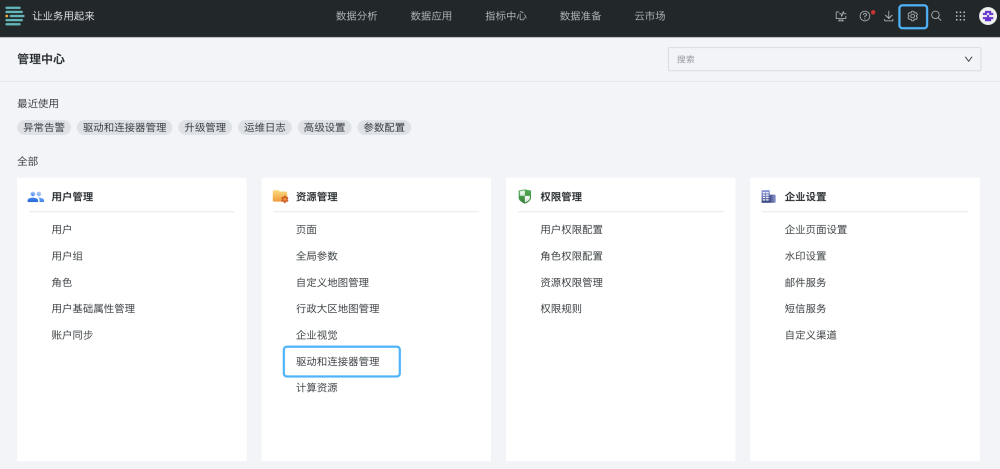 让业务用起来 数据分析 数据应用 指标中心 数据准备 云市场
管理中心 搜索
最近使用
异常告警 驱动和连接器管理 升级管理 运维日志 高级设置 参数配置
全部
用户管理
用户
用户组
角色
用户基础属性管理
账户同步
资源管理
页面
全局参数
自定义地图管理
行政大区地图管理
企业视觉
驱动和连接器管理
计算资源
权限管理
用户权限配置
角色权限配置
资源权限管理
权限规则
企业设置
企业页面设置
水印设置
邮件服务
短信服务
自定义渠道